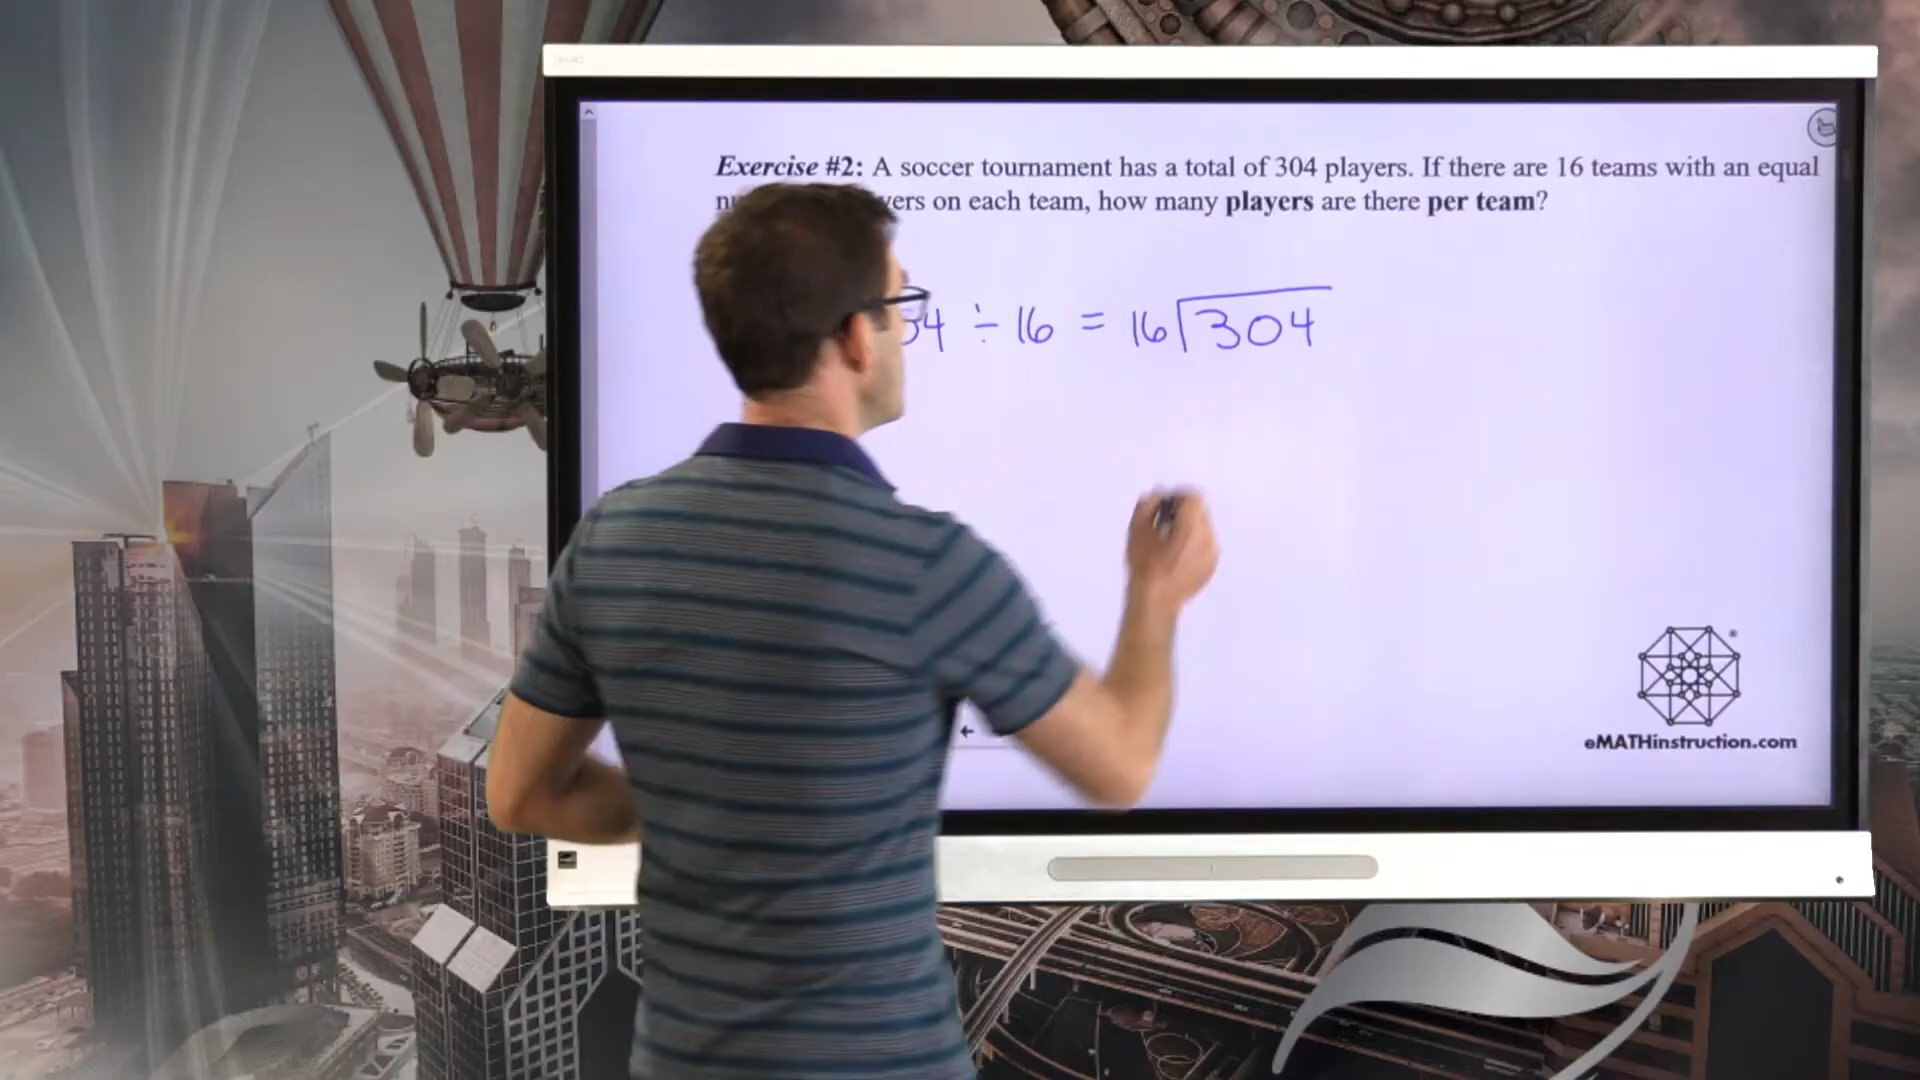 Exercise #2: A soccer tournament has a total of 304 players. If there are 16 teams with an equal
on each team, how many players are there per team?
4 ÷ 16 = 16 304
eMATHinstruction.com